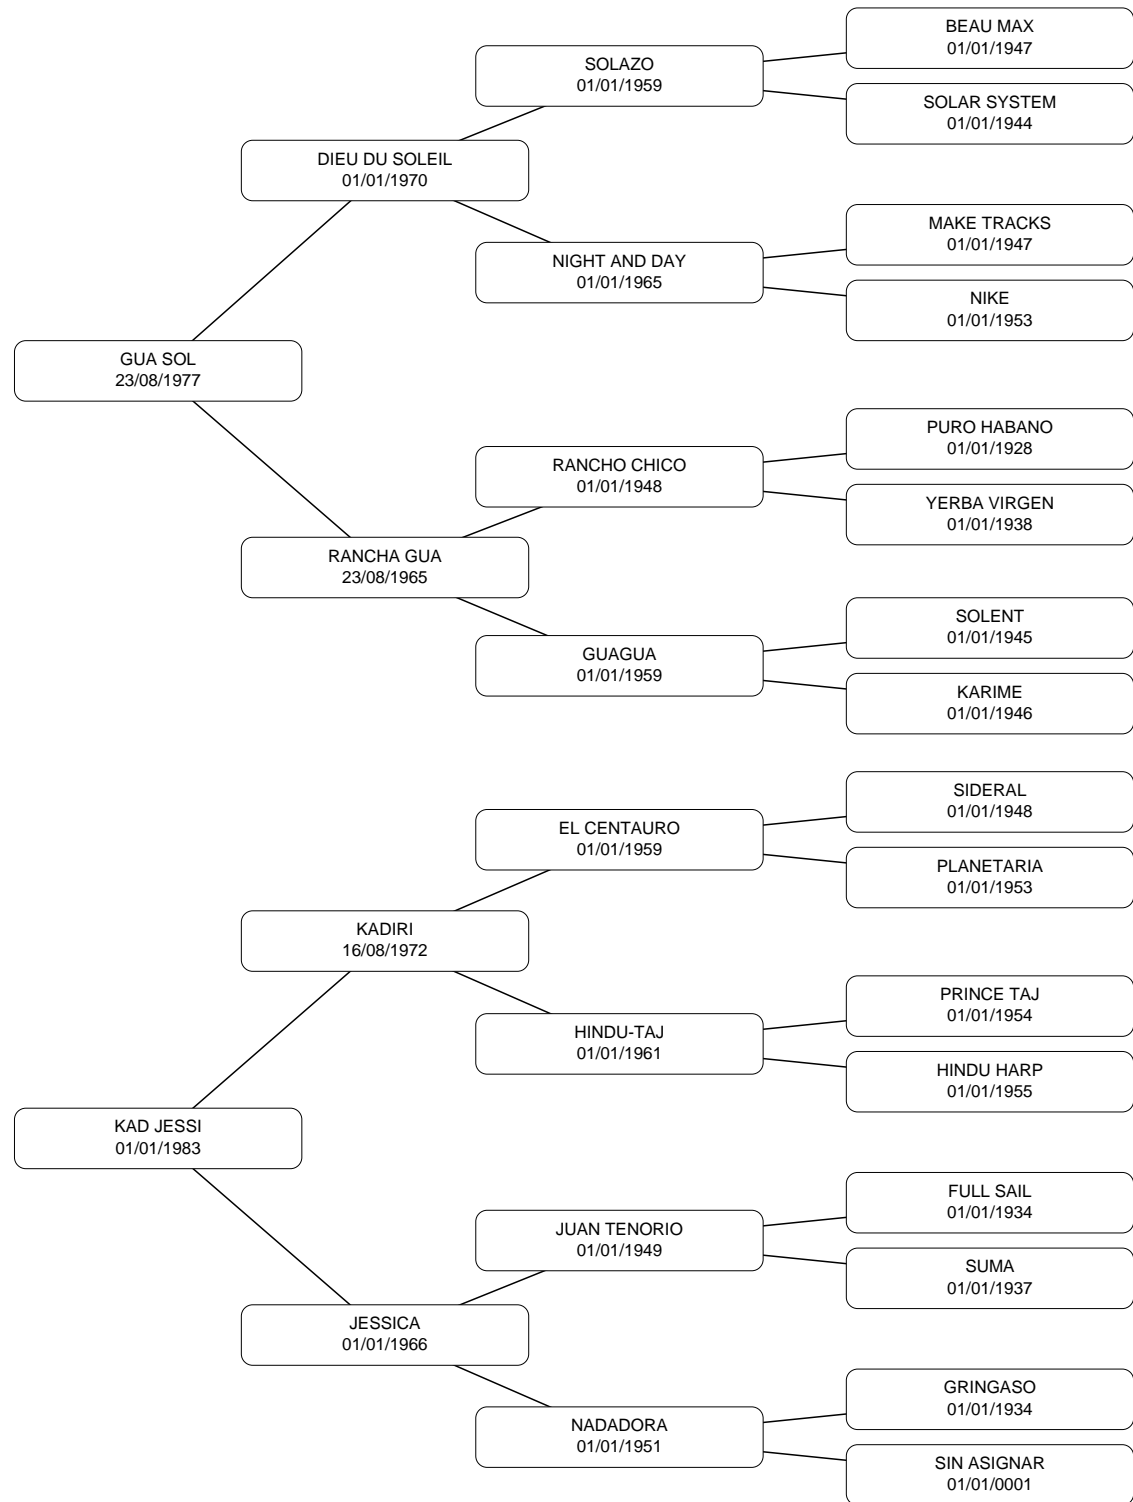 BEAU MAX
01/01/1947
SOLAZO
01/01/1959
SOLAR SYSTEM
01/01/1944
DIEU DU SOLEIL
01/01/1970
MAKE TRACKS
01/01/1947
NIGHT AND DAY
01/01/1965
NIKE
01/01/1953
GUA SOL
23/08/1977
PURO HABANO
01/01/1928
RANCHO CHICO
01/01/1948
YERBA VIRGEN
01/01/1938
RANCHA GUA
23/08/1965
SOLENT
01/01/1945
GUAGUA
01/01/1959
KARIME
01/01/1946
SIDERAL
01/01/1948
EL CENTAURO
01/01/1959
PLANETARIA
01/01/1953
KADIRI
16/08/1972
PRINCE TAJ
01/01/1954
HINDU-TAJ
01/01/1961
HINDU HARP
01/01/1955
KAD JESSI
01/01/1983
FULL SAIL
01/01/1934
JUAN TENORIO
01/01/1949
SUMA
01/01/1937
JESSICA
01/01/1966
GRINGASO
01/01/1934
NADADORA
01/01/1951
SIN ASIGNAR
01/01/0001